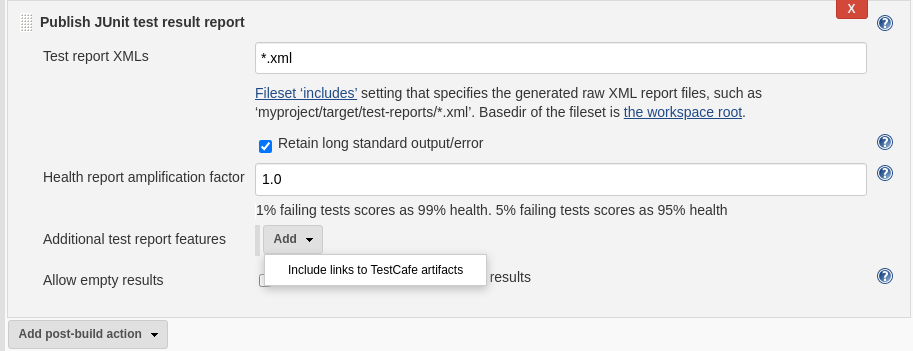 X
Publish JUnit test result report
Test report XMLs
*.xml
Fileset ‘includes’ setting that specifies the generated raw XML report files, such as
‘myproject/target/test-reports/*.xml’. Basedir of the fileset is the workspace root.
Retain long standard output/error
Health report amplification factor
1.0
1% failing tests scores as 99% health. 5% failing tests scores as 95% health
Additional test report features
Add
Include links to TestCafe artifacts
Allow empty results
results
Add post-build action